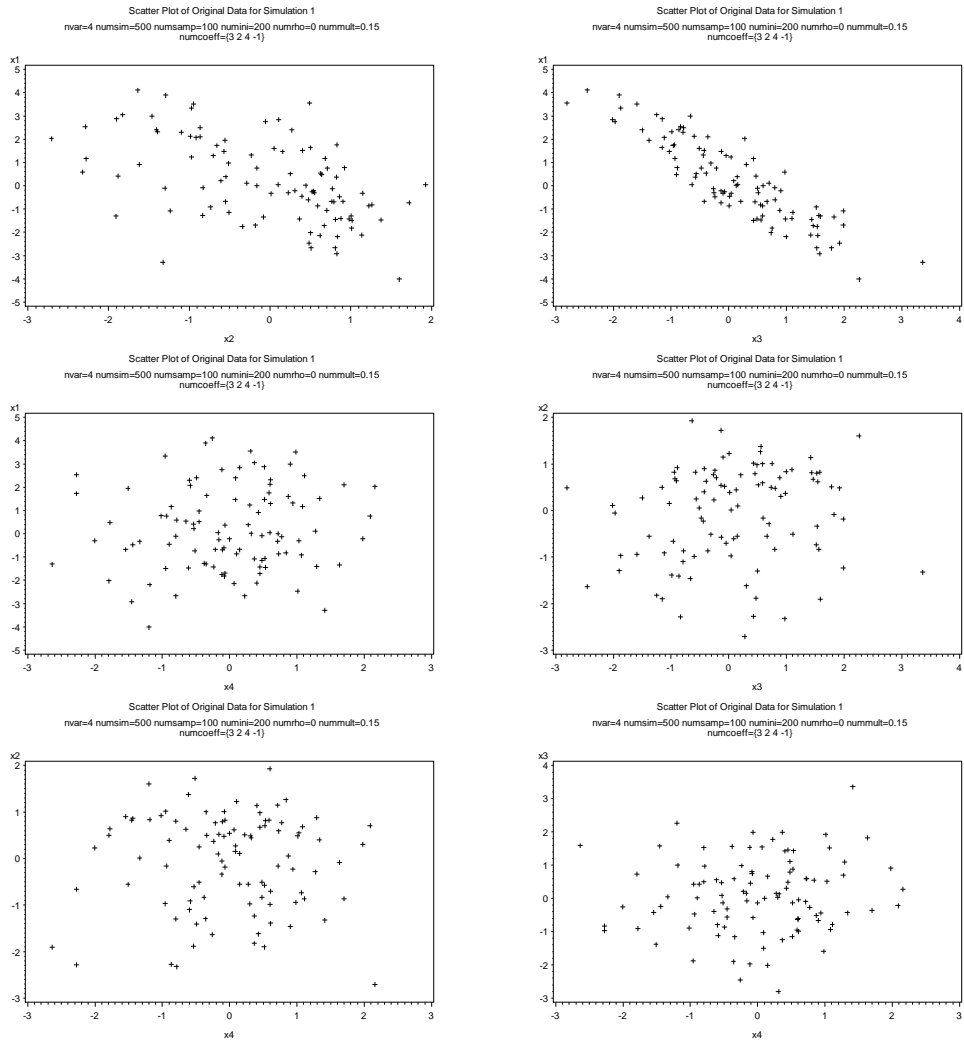 Scatter Plot of Original Data for Simulation 1
nvar=4 numsim=500 numsamp=100 numini=200 numrho=0 nummult=0.15
numcoeff={3 2 4 -1}
x1
5
4
3
2
1
0
-1
-2
-3
-4
-5
-3 -2 -1 0 1 2
x2
Scatter Plot of Original Data for Simulation 1
nvar=4 numsim=500 numsamp=100 numini=200 numrho=0 nummult=0.15
numcoeff={3 2 4 -1}
x1
5
4
3
2
1
0
-1
-2
-3
-4
-5
-3 -2 -1 0 1 2 3 4
x3
Scatter Plot of Original Data for Simulation 1
nvar=4 numsim=500 numsamp=100 numini=200 numrho=0 nummult=0.15
numcoeff={3 2 4 -1}
x1
5
4
3
2
1
0
-1
-2
-3
-4
-5
-3 -2 -1 0 1 2 3
x4
Scatter Plot of Original Data for Simulation 1
nvar=4 numsim=500 numsamp=100 numini=200 numrho=0 nummult=0.15
numcoeff={3 2 4 -1}
x2
2
1
0
-1
-2
-3
-3 -2 -1 0 1 2 3 4
x3
Scatter Plot of Original Data for Simulation 1
nvar=4 numsim=500 numsamp=100 numini=200 numrho=0 nummult=0.15
numcoeff={3 2 4 -1}
x2
2
1
0
-1
-2
-3
-3 -2 -1 0 1 2 3
x4
Scatter Plot of Original Data for Simulation 1
nvar=4 numsim=500 numsamp=100 numini=200 numrho=0 nummult=0.15
numcoeff={3 2 4 -1}
x3
4
3
2
1
0
-1
-2
-3
-3 -2 -1 0 1 2 3
x4